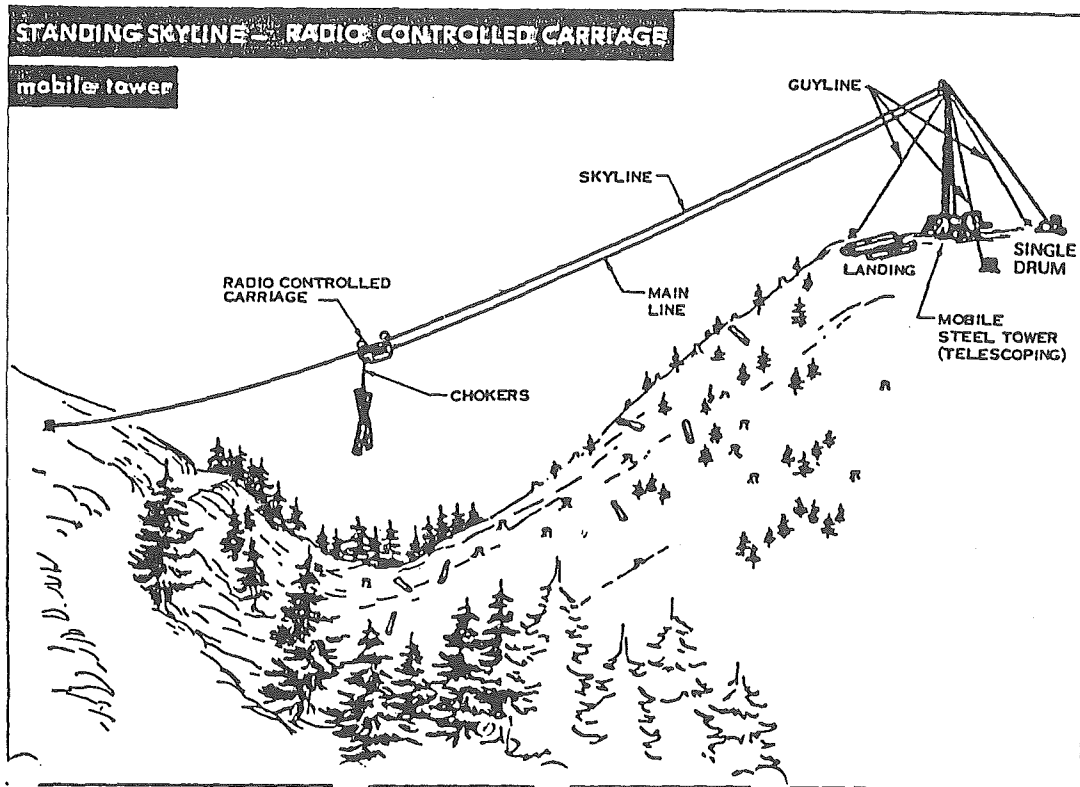 STANDING SKYLINE - RADIO CONTROLLED CARRIAGE
mobile tower
GUYLINE
SKYLINE
RADIO CONTROLLED
CARRIAGE
MAIN
LINE
LANDING
SINGLE
DRUM
MOBILE
STEEL TOWER
(TELESCOPING)
CHOKERS